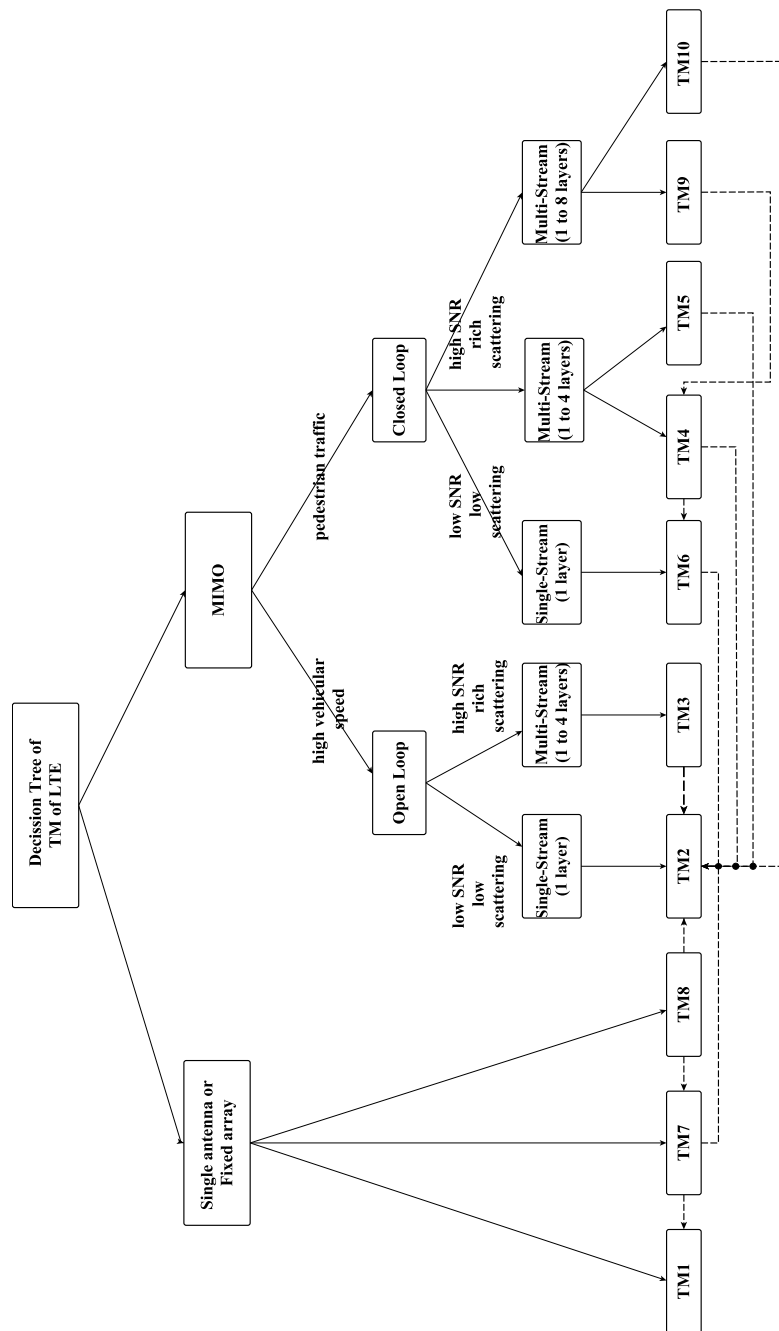 Decission Tree of
TM of LTE
Single antenna or
Fixed array
MIMO
high vehicular
speed
pedestrian traffic
Open Loop
Closed Loop
low SNR
low
scattering
high SNR
rich
scattering
low SNR
low
scattering
high SNR
rich
scattering
Single-Stream
(1 layer)
Multi-Stream
(1 to 4 layers)
Single-Stream
(1 layer)
Multi-Stream
(1 to 4 layers)
Multi-Stream
(1 to 8 layers)
TM1
TM7
TM8
TM2
TM3
TM6
TM4
TM5
TM9
TM10